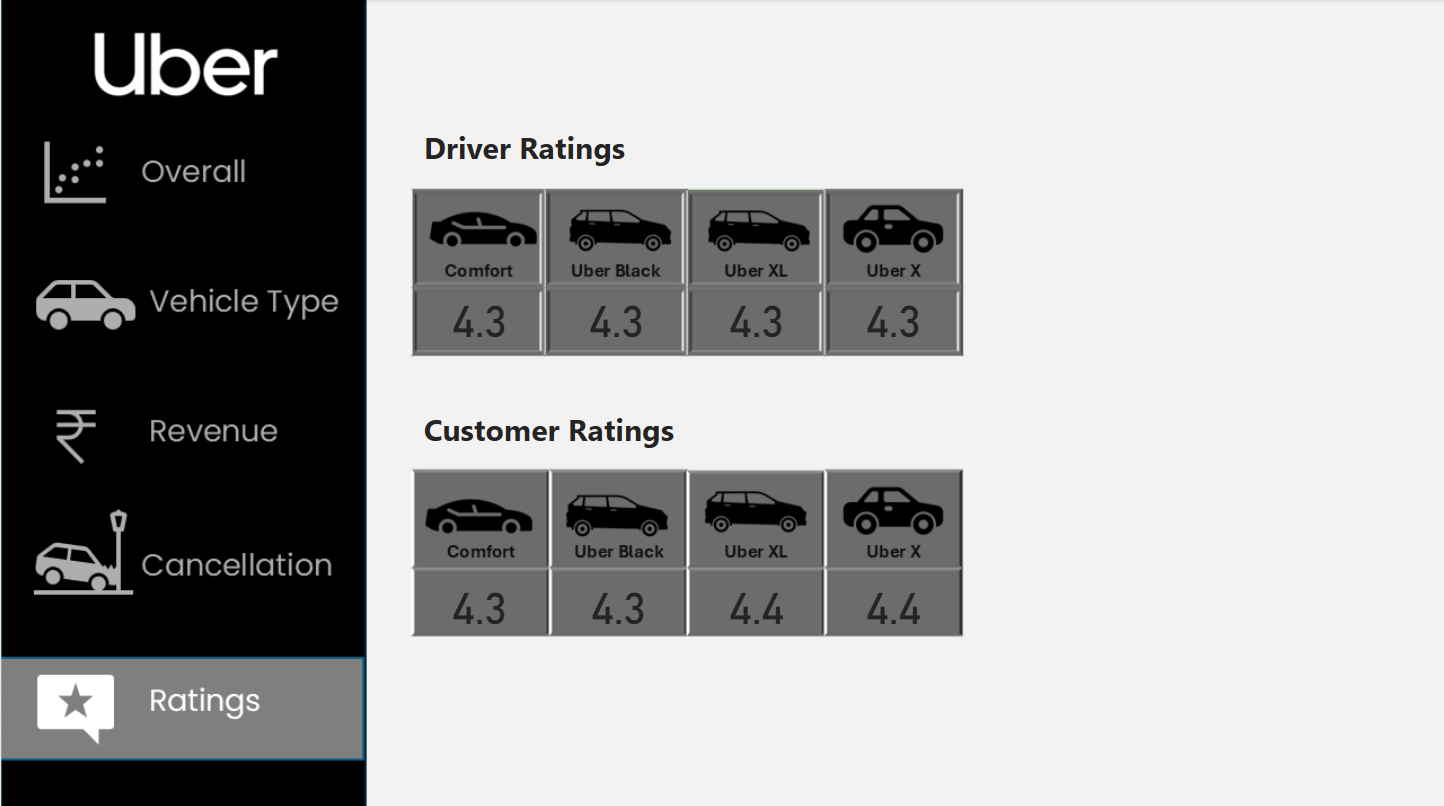 Uber
Overall
Vehicle Type
Revenue
Cancellation
Ratings
Driver Ratings
Comfort Uber Black Uber XL Uber X
4.3 4.3 4.3 4.3
Customer Ratings
Comfort Uber Black Uber XL Uber X
4.3 4.3 4.4 4.4